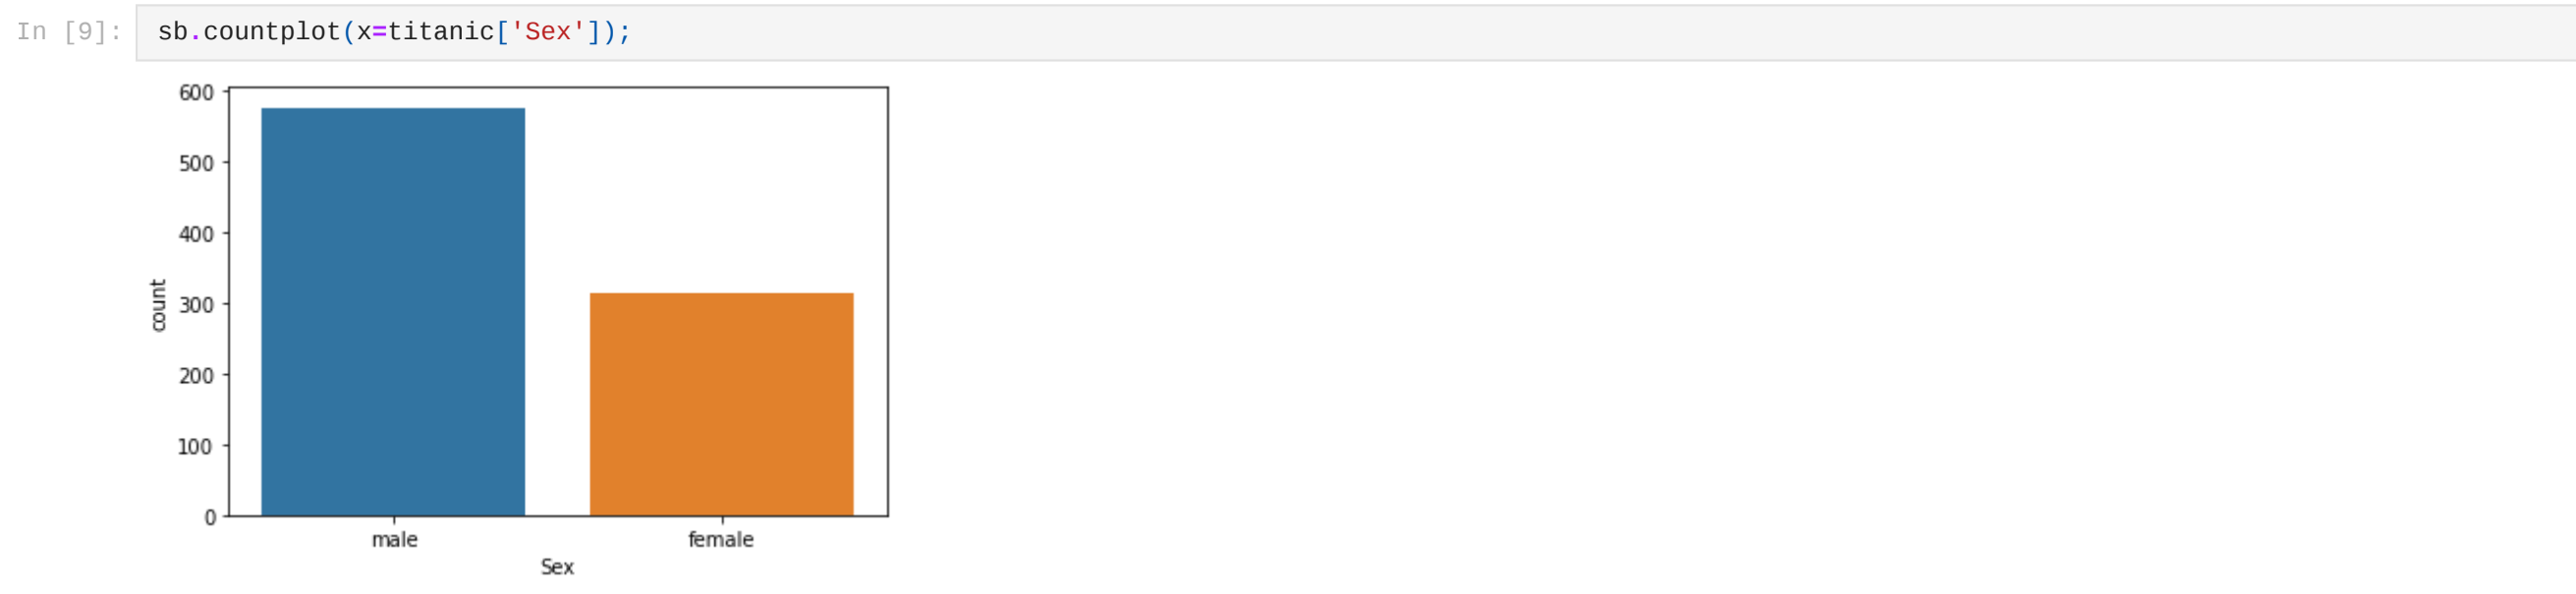 In [9]: sb.countplot(x=titanic['Sex']);
600
500
400
300
200
100
0
count
male female
Sex